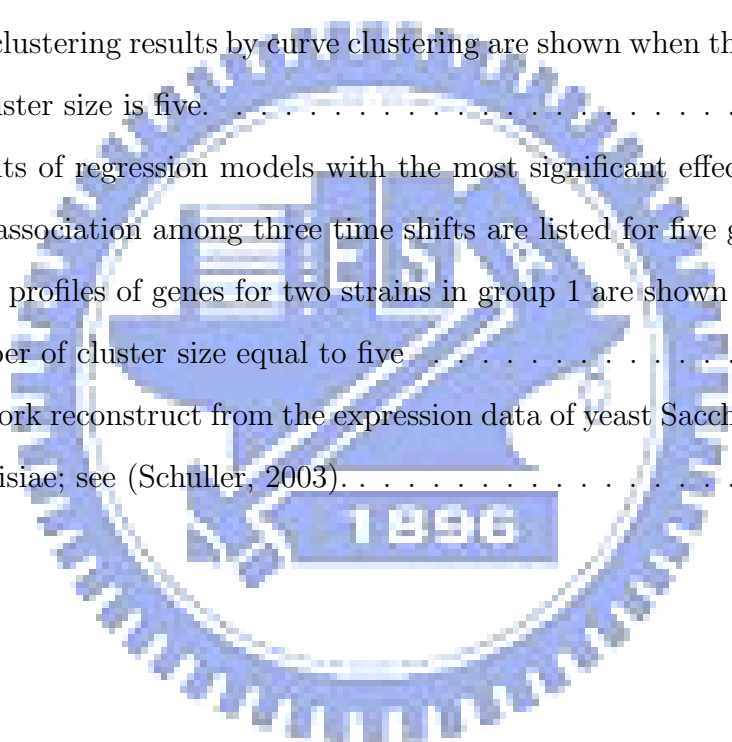 clustering results by curve clustering are shown when th
uster size is five. . . . . . . . . . . . . . . . . . . . . .
ts of regression models with the most significant effec
association among three time shifts are listed for five g
profiles of genes for two strains in group 1 are shown
ber of cluster size equal to five . . . . . . . . . . . . . .
ork reconstruct from the expression data of yeast Sacch
isiae; see (Schuller, 2003). . . . . . . . . . . . . . . . . .
E S
1896